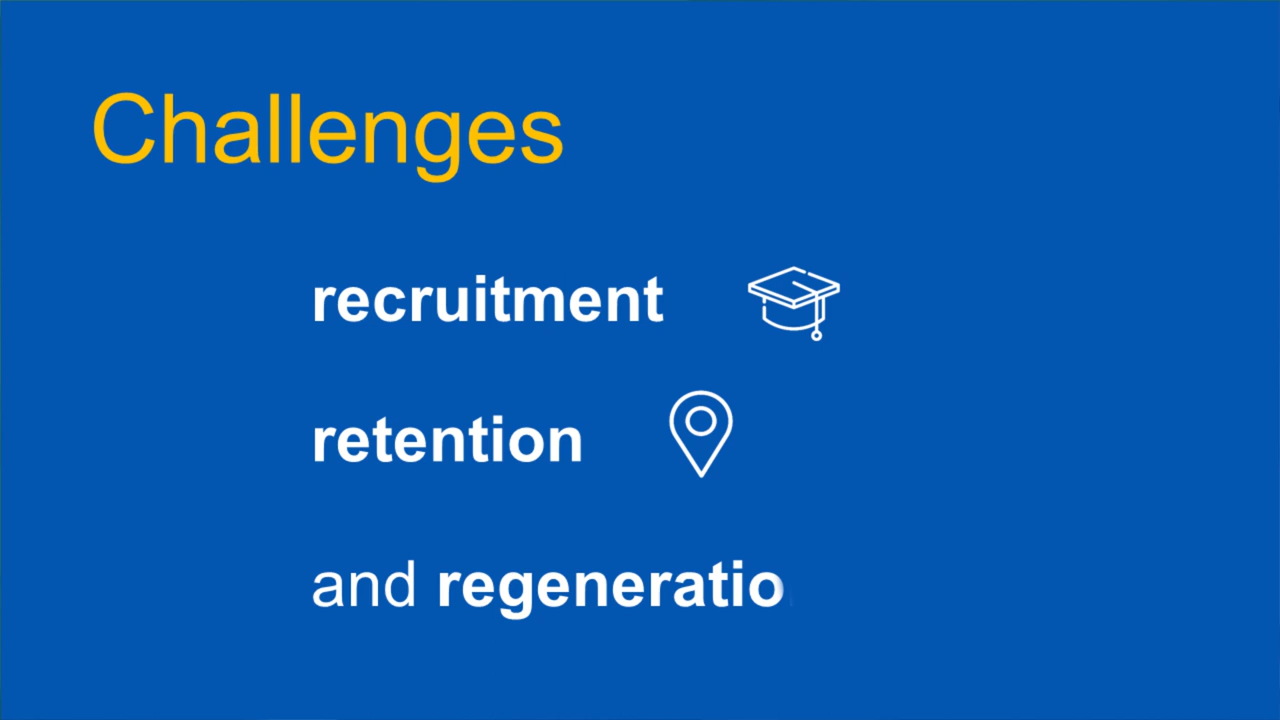 Challenges
recruitment
retention
and regeneratio